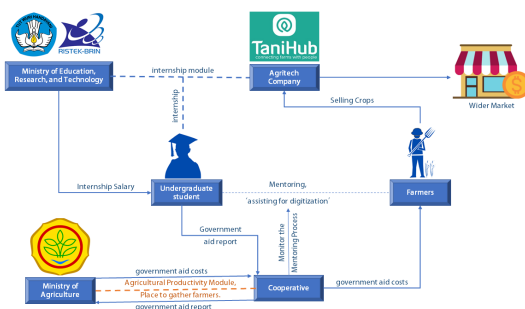 TUT WURI HANDAYANI
RISTEK-BRIN
TaniHub
connecting farms with people
Ministry of Education,
Research, and Technology
internship module
Agritech
Company
Wider Market
internship
Selling Crops
Internship Salary
Undergraduate
student
Mentoring,
´assisting for digitization´
Farmers
Government
aid report
Monitor the
Mentoring Process
government aid costs
Ministry of
Agriculture
Agricultural Productivity Module,
Place to gather farmers.
government aid report
Cooperative
government aid costs